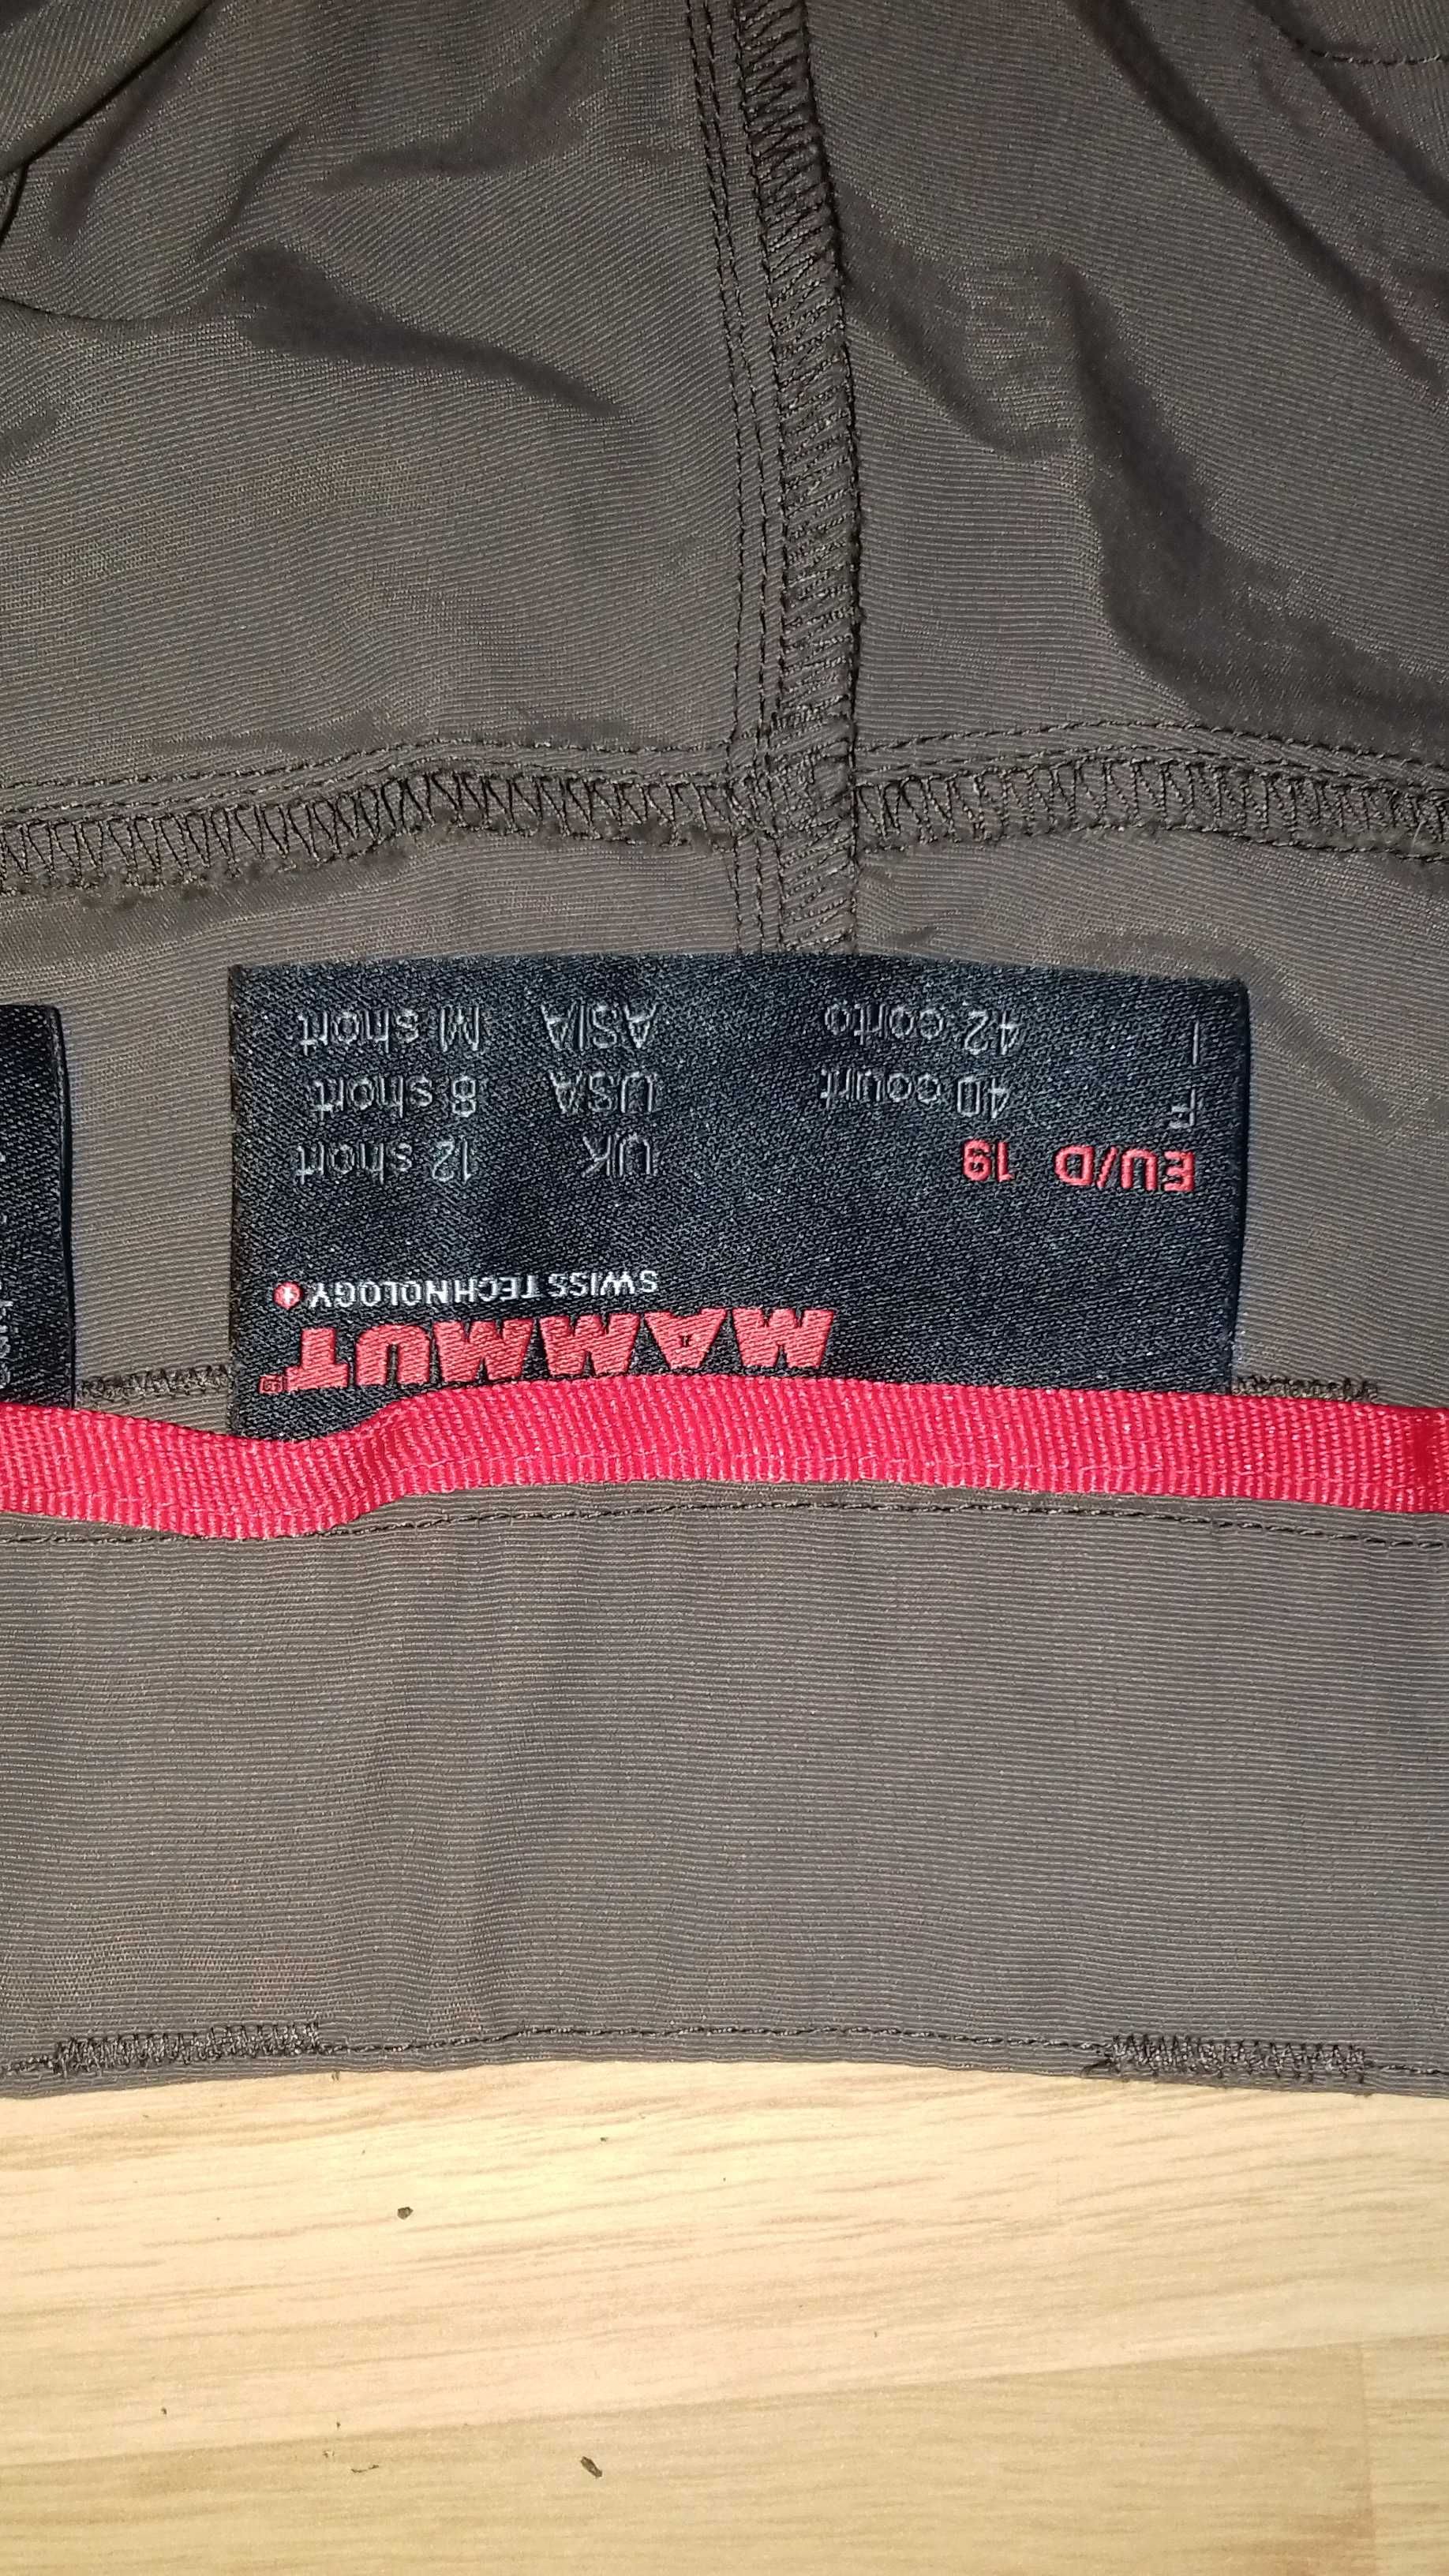 MAMMUT®
SWISS TECHNOLOGY
EU/D 19 UK 12 short
F 40 court USA 8 short
I 42 corto ASIA M short